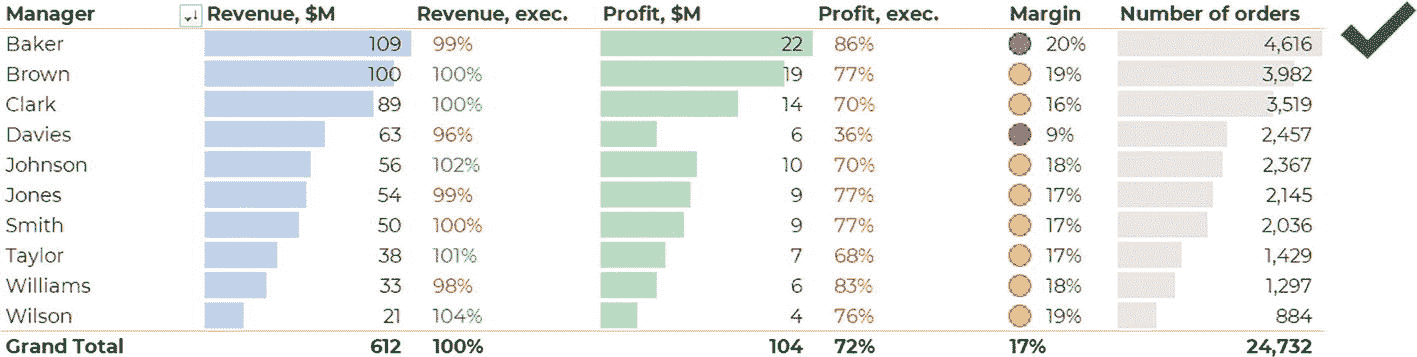 Manager Revenue, $M Revenue, exec. Profit, $M Profit, exec. Margin Number of orders
Baker 109 99% 22 86% 20% 4,616
Brown 100 100% 19 77% 19% 3,982
Clark 89 100% 14 70% 16% 3,519
Davies 63 96% 6 36% 9% 2,457
Johnson 56 102% 10 70% 18% 2,367
Jones 54 99% 9 77% 17% 2,145
Smith 50 100% 9 77% 17% 2,036
Taylor 38 101% 7 68% 17% 1,429
Williams 33 98% 6 83% 18% 1,297
Wilson 21 104% 4 76% 19% 884
Grand Total 612 100% 104 72% 17% 24,732